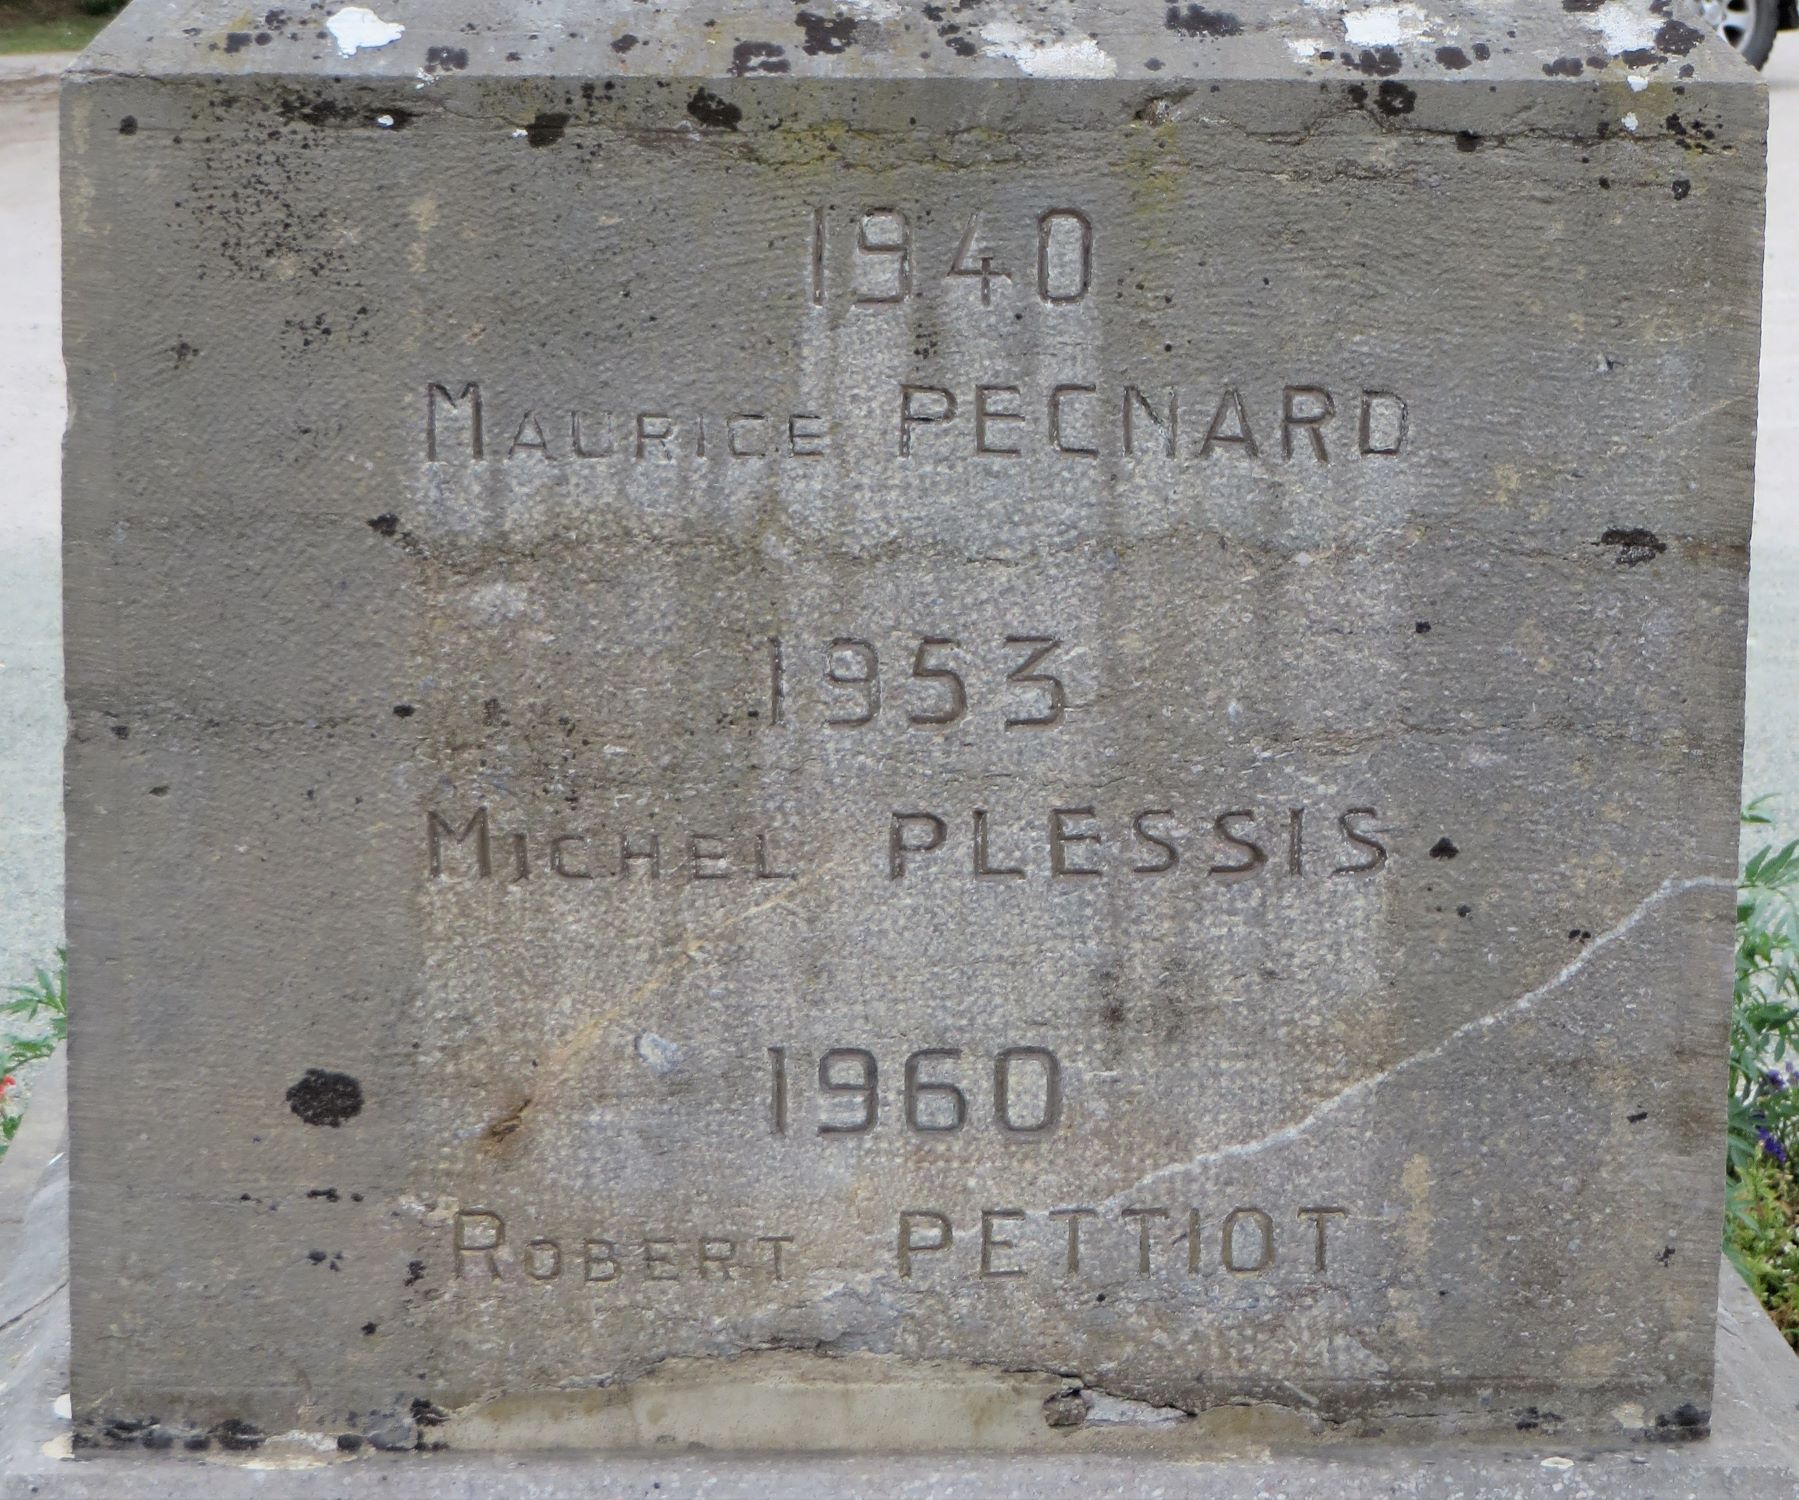 1940
MAURICE PECNARD
1953
MICHEL PLESSIS
1960
ROBERT PETTIOT